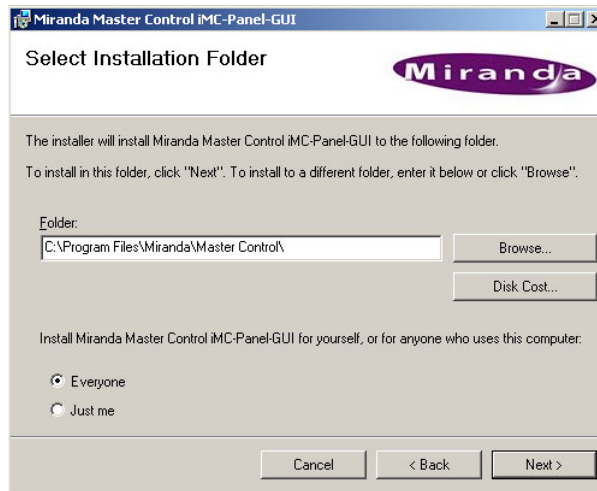 Miranda Master Control iMC-Panel-GUI
Select Installation Folder
Miranda
The installer will install Miranda Master Control iMC-Panel-GUI to the following folder.
To install in this folder, click "Next". To install to a different folder, enter it below or click "Browse".
Folder:
C:\Program Files\Miranda\Master Control\
Browse...
Disk Cost...
Install Miranda Master Control iMC-Panel-GUI for yourself, or for anyone who uses this computer:
Everyone
Just me
Cancel
< Back
Next >